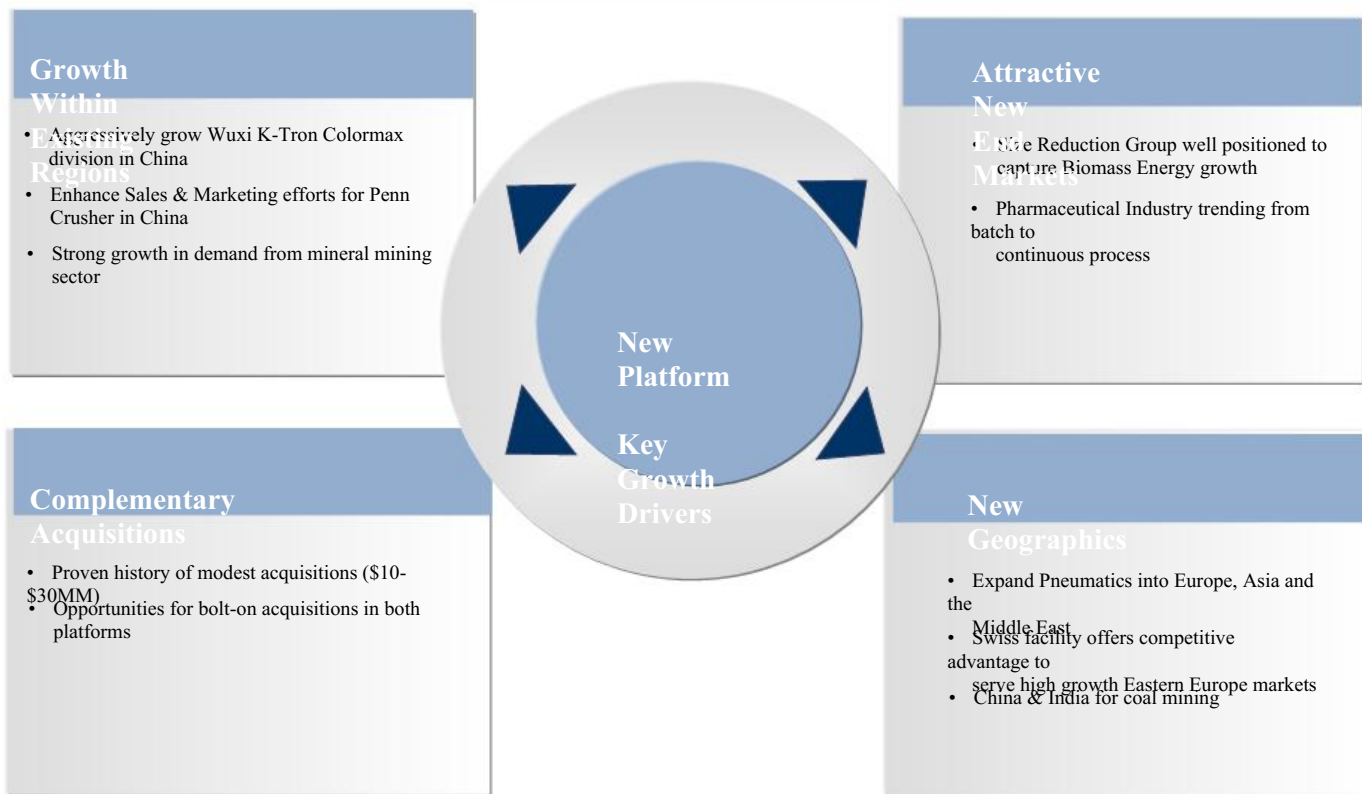 Growth
Within
Existing
Regions
• Aggressively grow Wuxi K-Tron Colormax
division in China
• Enhance Sales & Marketing efforts for Penn
Crusher in China
• Strong growth in demand from mineral mining
sector
Attractive
New
End
Markets
• Size Reduction Group well positioned to
capture Biomass Energy growth
• Pharmaceutical Industry trending from
batch to
continuous process
New
Platform
Key
Growth
Drivers
Complementary
Acquisitions
• Proven history of modest acquisitions ($10-
$30MM)
• Opportunities for bolt-on acquisitions in both
platforms
New
Geographics
• Expand Pneumatics into Europe, Asia and
the
Middle East
• Swiss facility offers competitive
advantage to
serve high growth Eastern Europe markets
• China & India for coal mining